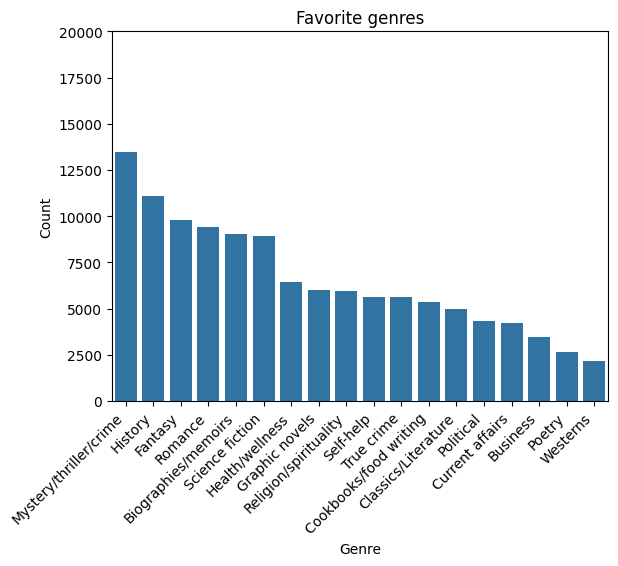 Favorite genres
20000
17500
15000
12500
10000
7500
5000
2500
0
Count
Mystery/thriller/crime
History
Fantasy
Romance
Biographies/memoirs
Science fiction
Health/wellness
Graphic novels
Religion/spirituality
Self-help
True crime
Cookbooks/food writing
Classics/Literature
Political
Current affairs
Business
Poetry
Westerns
Genre